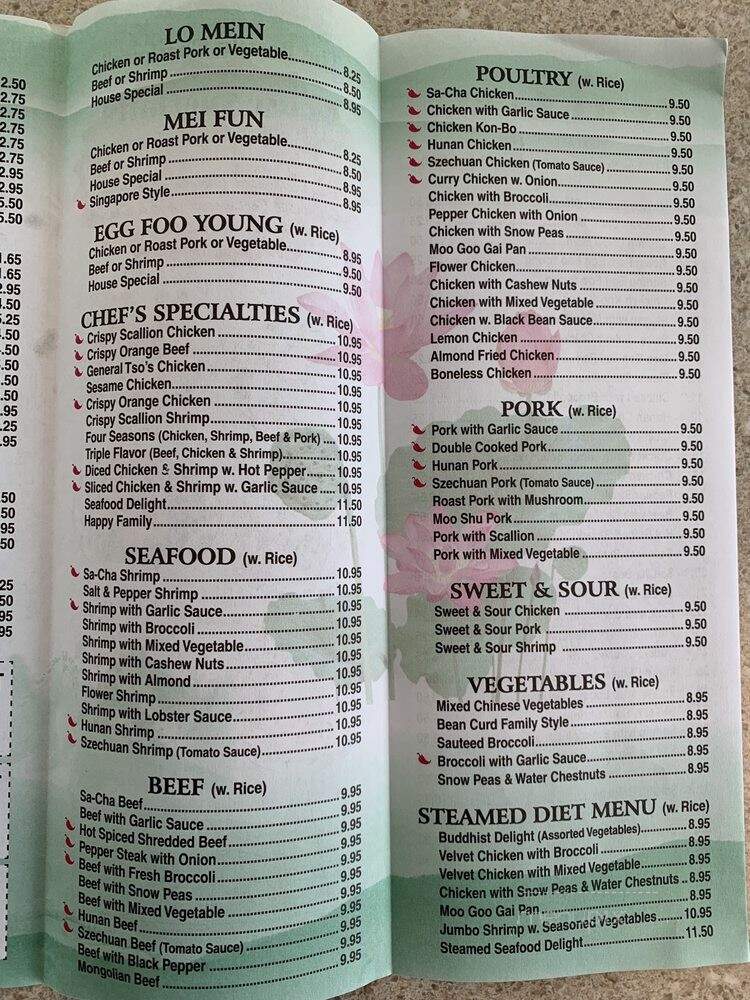 2.50
2.75
2.75
2.75
2.75
2.75
2.95
5.50
5.50
LO MEIN
Chicken or Roast Pork or Vegetable 8.25
Beef or Shrimp 8.50
House Special 8.95
MEI FUN
Chicken or Roast Pork or Vegetable 8.25
Beef or Shrimp 8.50
House Special 8.95
Singapore Style 8.95
EGG FOO YOUNG (w. Rice)
Chicken or Roast Pork or Vegetable 8.95
Beef or Shrimp 9.50
House Special 9.50
CHEF'S SPECIALTIES (w. Rice)
Crispy Scallion Chicken 10.95
Crispy Orange Beef 10.95
General Tso's Chicken 10.95
Sesame Chicken 10.95
Crispy Orange Chicken 10.95
Crispy Scallion Shrimp 10.95
Four Seasons (Chicken, Shrimp, Beef & Pork) 10.95
Triple Flavor (Beef, Chicken & Shrimp) 10.95
Diced Chicken & Shrimp w. Hot Pepper 10.95
Sliced Chicken & Shrimp w. Garlic Sauce 10.95
Seafood Delight 11.50
Happy Family 11.50
SEAFOOD (w. Rice)
Sa-Cha Shrimp 10.95
Salt & Pepper Shrimp 10.95
Shrimp with Garlic Sauce 10.95
Shrimp with Broccoli 10.95
Shrimp with Mixed Vegetable 10.95
Shrimp with Cashew Nuts 10.95
Shrimp with Almond 10.95
Flower Shrimp 10.95
Shrimp with Lobster Sauce 10.95
Hunan Shrimp 10.95
Szechuan Shrimp (Tomato Sauce) 10.95
BEEF (w. Rice)
Sa-Cha Beef 9.95
Beef with Garlic Sauce 9.95
Hot Spiced Shredded Beef 9.95
Pepper Steak with Onion 9.95
Beef with Fresh Broccoli 9.95
Beef with Snow Peas 9.95
Beef with Mixed Vegetable 9.95
Hunan Beef 9.95
Szechuan Beef (Tomato Sauce) 9.95
Beef with Black Pepper 9.95
Mongolian Beef 9.95
POULTRY (w. Rice)
Sa-Cha Chicken 9.50
Chicken with Garlic Sauce 9.50
Chicken Kon-Bo 9.50
Hunan Chicken 9.50
Szechuan Chicken (Tomato Sauce) 9.50
Curry Chicken w. Onion 9.50
Chicken with Broccoli 9.50
Pepper Chicken with Onion 9.50
Chicken with Snow Peas 9.50
Moo Goo Gai Pan 9.50
Flower Chicken 9.50
Chicken with Cashew Nuts 9.50
Chicken with Mixed Vegetable 9.50
Chicken w. Black Bean Sauce 9.50
Lemon Chicken 9.50
Almond Fried Chicken 9.50
Boneless Chicken 9.50
PORK (w. Rice)
Pork with Garlic Sauce 9.50
Double Cooked Pork 9.50
Hunan Pork 9.50
Szechuan Pork (Tomato Sauce) 9.50
Roast Pork with Mushroom 9.50
Moo Shu Pork 9.50
Pork with Scallion 9.50
Pork with Mixed Vegetable 9.50
SWEET & SOUR (w. Rice)
Sweet & Sour Chicken 9.50
Sweet & Sour Pork 9.50
Sweet & Sour Shrimp 9.50
VEGETABLES (w. Rice)
Mixed Chinese Vegetables 8.95
Bean Curd Family Style 8.95
Sauteed Broccoli 8.95
Broccoli with Garlic Sauce 8.95
Snow Peas & Water Chestnuts 8.95
STEAMED DIET MENU (w. Rice)
Buddhist Delight (Assorted Vegetables) 8.95
Velvet Chicken with Broccoli 8.95
Velvet Chicken with Mixed Vegetable 8.95
Chicken with Snow Peas & Water Chestnuts 8.95
Moo Goo Gai Pan 8.95
Jumbo Shrimp w. Seasoned Vegetables 10.95
Steamed Seafood Delight 11.50